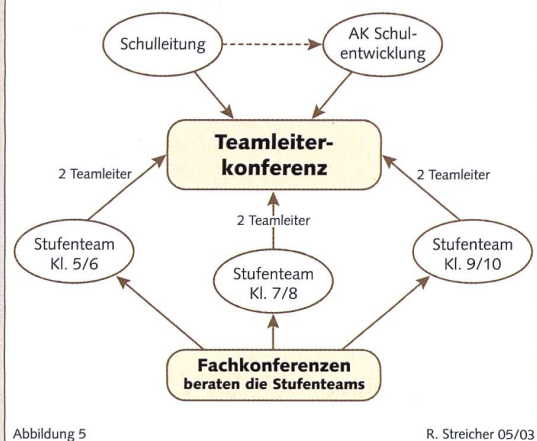 Schulleitung
AK Schul-
entwicklung
Teamleiter-
konferenz
2 Teamleiter
2 Teamleiter
2 Teamleiter
Stufenteam
Kl. 5/6
Stufenteam
Kl. 7/8
Stufenteam
Kl. 9/10
Fachkonferenzen
beraten die Stufenteams
Abbildung 5
R. Streicher 05/03